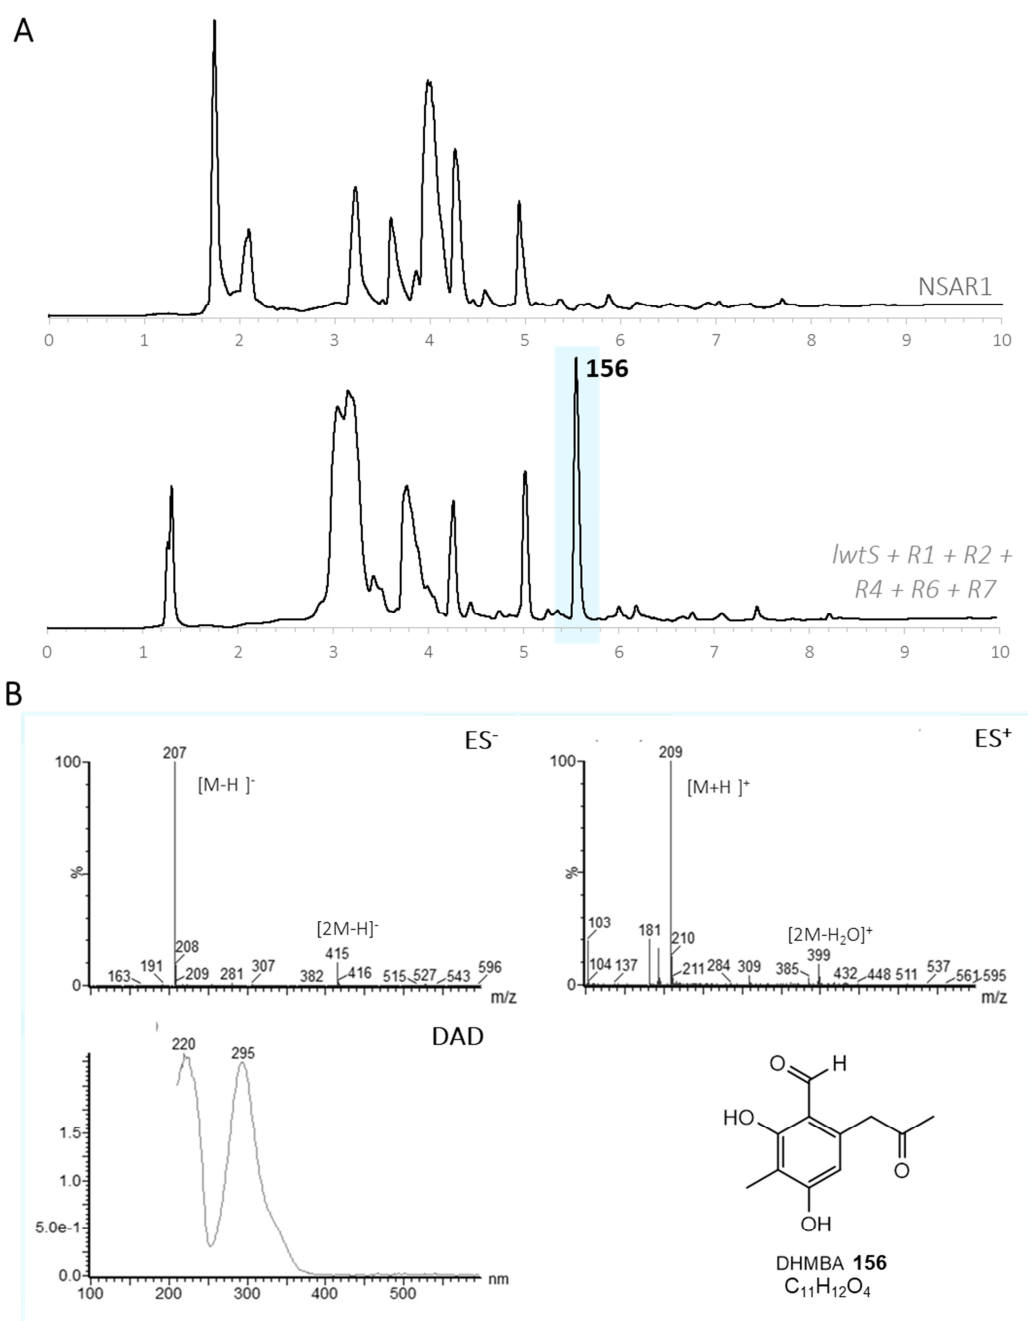 A
NSAR1
0 1 2 3 4 5 6 7 8 9 10
156
lwtS + R1 + R2 +
R4 + R6 + R7
0 1 2 3 4 5 6 7 8 9 10
B
ES-
207
100
[M-H ]-
%
[2M-H]-
208
415
163 191 209 281 307 382 416 515 527 543 596
0
m/z
ES+
209
100
[M+H ]+
%
103
181
210
[2M-H2O]+
399
104 137 211 284 309 385 432 448 511 537 561 595
0
m/z
DAD
220
295
1.5
1.0
5.0e-1
0.0
100 200 300 400 500
nm
O
H
HO
O
OH
DHMBA 156
C11H12O4